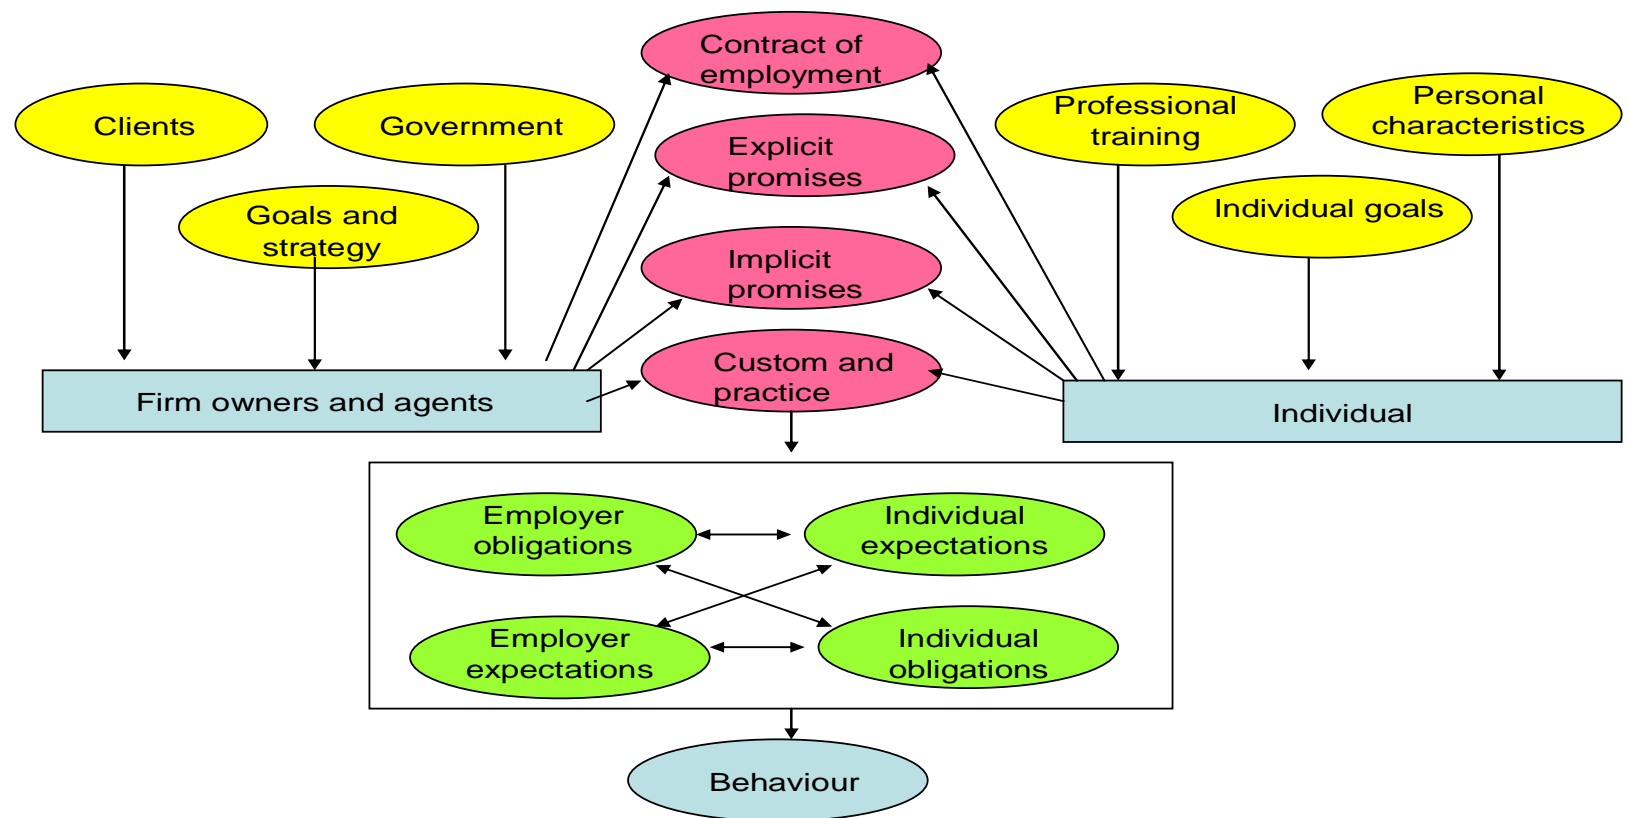 Contract of
employment
Clients
Government
Professional
training
Personal
characteristics
Explicit
promises
Goals and
strategy
Individual goals
Implicit
promises
Custom and
practice
Firm owners and agents
Individual
Employer
obligations
Individual
expectations
Employer
expectations
Individual
obligations
Behaviour